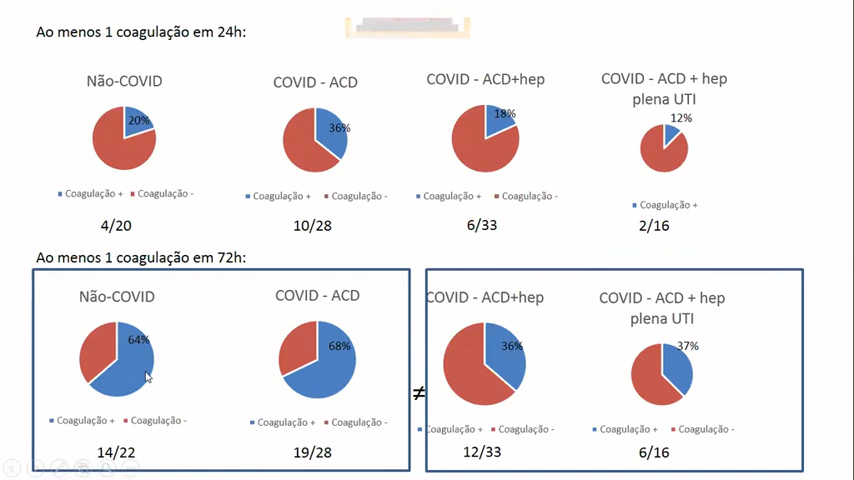 Ao menos 1 coagulação em 24h:
Não-COVID
COVID - ACD
COVID - ACD+hep
COVID - ACD + hep
plena UTI
20%
36%
18%
12%
Coagulação + Coagulação -
Coagulação + Coagulação -
Coagulação + Coagulação -
Coagulação +
4/20
10/28
6/33
2/16
Ao menos 1 coagulação em 72h:
Não-COVID
COVID - ACD
COVID - ACD+hep
COVID - ACD + hep
plena UTI
64%
68%
36%
37%
≠
Coagulação + Coagulação -
Coagulação + Coagulação -
Coagulação + Coagulação -
Coagulação + Coagulação -
14/22
19/28
12/33
6/16